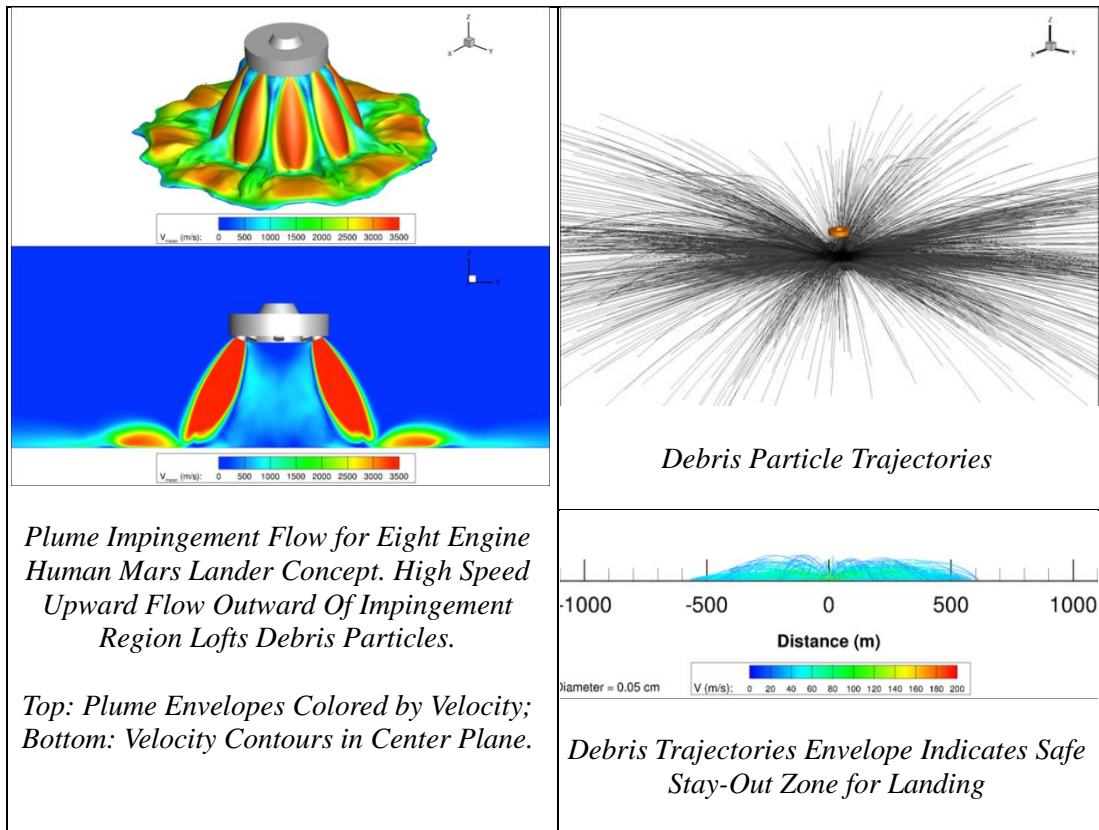 Z
X
Y
V mean (m/s): 0 500 1000 1500 2000 2500 3000 3500
Z
Y
V mean (m/s): 0 500 1000 1500 2000 2500 3000 3500
Plume Impingement Flow for Eight Engine
Human Mars Lander Concept. High Speed
Upward Flow Outward Of Impingement
Region Lofts Debris Particles.
Top: Plume Envelopes Colored by Velocity;
Bottom: Velocity Contours in Center Plane.
Z
X
Y
Debris Particle Trajectories
-1000 -500 0 500 1000
Distance (m)
Diameter = 0.05 cm V (m/s): 0 20 40 60 80 100 120 140 160 180 200
Debris Trajectories Envelope Indicates Safe
Stay-Out Zone for Landing